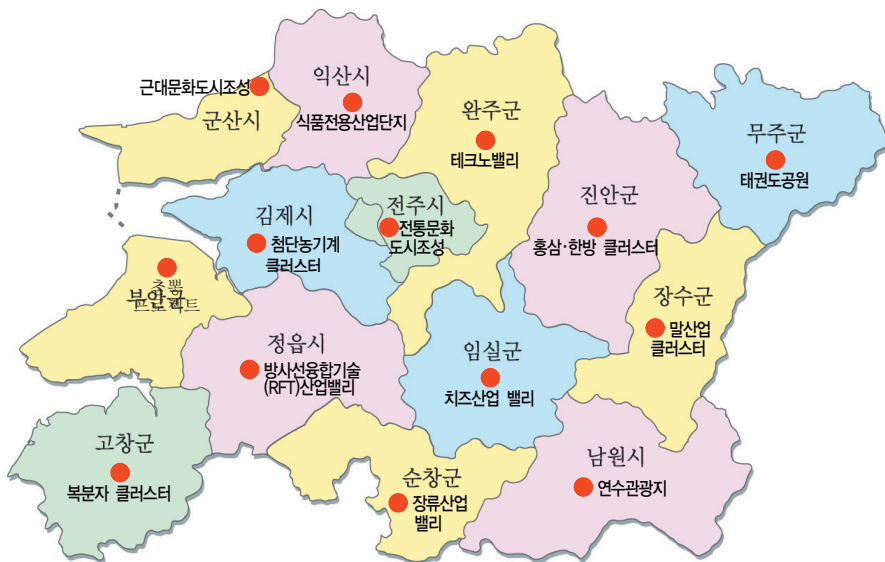 익산시
근대문화도시조성
군산시
식품전용산업단지
완주군
테크노밸리
무주군
태권도공원
진안군
홍삼·한방 클러스터
전주시
전통문화
도시조성
김제시
첨단농기계
클러스터
부안군
초뽕
프로젝트
장수군
말산업
클러스터
정읍시
방사선융합기술
(RFT)산업밸리
임실군
치즈산업 밸리
고창군
복분자 클러스터
순창군
장류산업
밸리
남원시
연수관광지